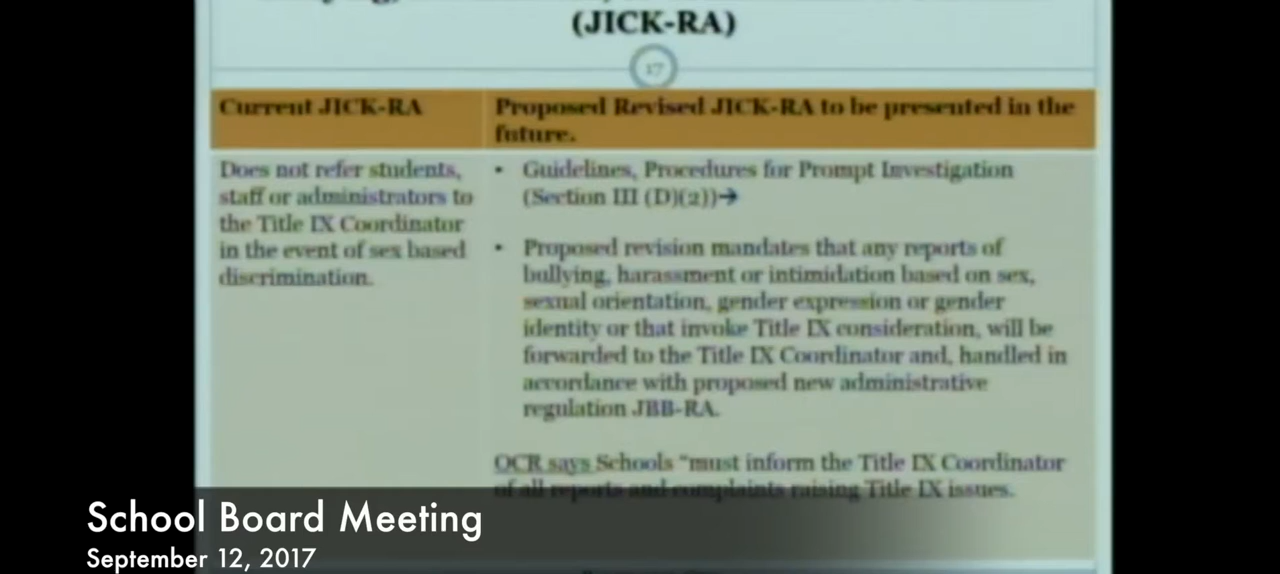 (JICK-RA)
17
Current JICK-RA
Proposed Revised JICK-RA to be presented in the
future.
Does not refer students,
staff or administrators to
the Title IX Coordinator
in the event of sex based
discrimination.
• Guidelines, Procedures for Prompt Investigation
(Section III (D)(2))→
• Proposed revision mandates that any reports of
bullying, harassment or intimidation based on sex,
sexual orientation, gender expression or gender
identity or that invoke Title IX consideration, will be
forwarded to the Title IX Coordinator and, handled in
accordance with proposed new administrative
regulation JBB-RA.
OCR says Schools "must inform the Title IX Coordinator
of all reports and complaints raising Title IX issues.
School Board Meeting
September 12, 2017